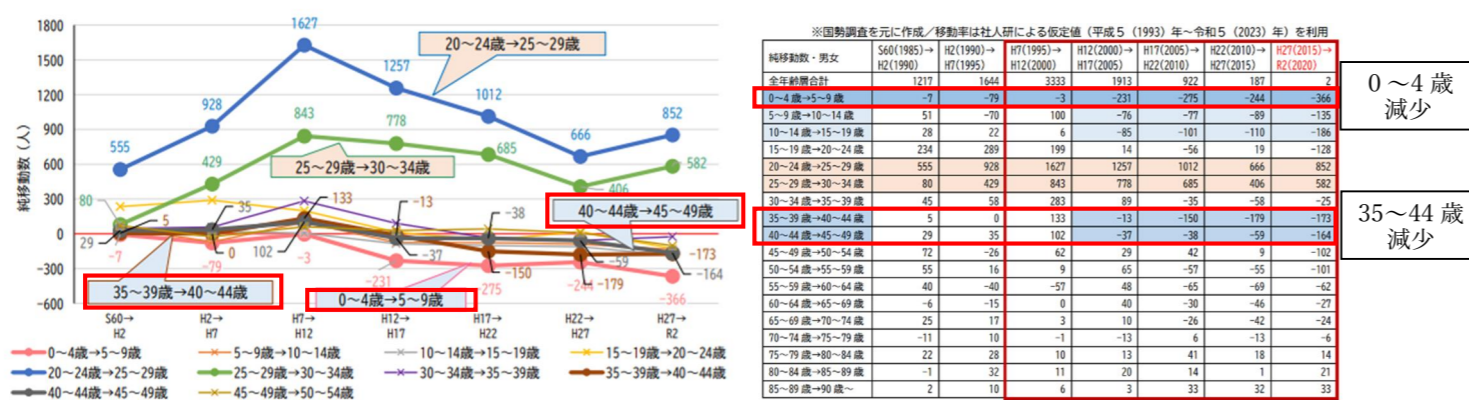 純移動数（人）
1800
1500
1200
900
600
300
0
−300
−600
1627
20～24歳→25～29歳
1257
1012
928
852
843
778
685
666
582
555
25～29歳→30～34歳
429
406
80
133
−13
−38
40～44歳→45～49歳
5
35
29
−7
−79
0
102
−3
−37
−231
−150
−275
−59
−179
−244
−173
−164
−366
35～39歳→40～44歳
0～4歳→5～9歳
S60→ H2→ H7→ H12→ H17→ H22→ H27→
H2 H7 H12 H17 H22 H27 R2
0～4歳→5～9歳 5～9歳→10～14歳 10～14歳→15～19歳 15～19歳→20～24歳
20～24歳→25～29歳 25～29歳→30～34歳 30～34歳→35～39歳 35～39歳→40～44歳
40～44歳→45～49歳 45～49歳→50～54歳
※国勢調査を元に作成／移動率は社人研による仮定値（平成５（1993）年～令和５（2023）年）を利用
純移動数・男女 S60(1985)→ H2(1990)→ H7(1995)→ H12(2000)→ H17(2005)→ H22(2010)→ H27(2015)→
H2(1990) H7(1995) H12(2000) H17(2005) H22(2010) H27(2015) R2(2020)
全年齢層合計 1217 1644 3333 1913 922 187 2
0～4歳→5～9歳 −7 −79 −3 −231 −275 −244 −366
5～9歳→10～14歳 51 −70 100 −76 −77 −89 −135
10～14歳→15～19歳 28 22 6 −85 −101 −110 −186
15～19歳→20～24歳 234 289 199 14 −56 19 −128
20～24歳→25～29歳 555 928 1627 1257 1012 666 852
25～29歳→30～34歳 80 429 843 778 685 406 582
30～34歳→35～39歳 45 58 283 89 −35 −58 −25
35～39歳→40～44歳 5 0 133 −13 −150 −179 −173
40～44歳→45～49歳 29 35 102 −37 −38 −59 −164
45～49歳→50～54歳 72 −26 62 29 42 9 −102
50～54歳→55～59歳 55 16 9 65 −57 −55 −101
55～59歳→60～64歳 40 −40 −57 48 −65 −69 −62
60～64歳→65～69歳 −6 −15 0 40 −30 −46 −27
65～69歳→70～74歳 25 17 3 10 −26 −42 −24
70～74歳→75～79歳 −11 10 −1 −13 6 −13 −6
75～79歳→80～84歳 22 28 10 13 41 18 14
80～84歳→85～89歳 −1 32 11 20 14 1 21
85～89歳→90歳～ 2 10 6 3 33 32 33
0～4歳
減少
35～44歳
減少